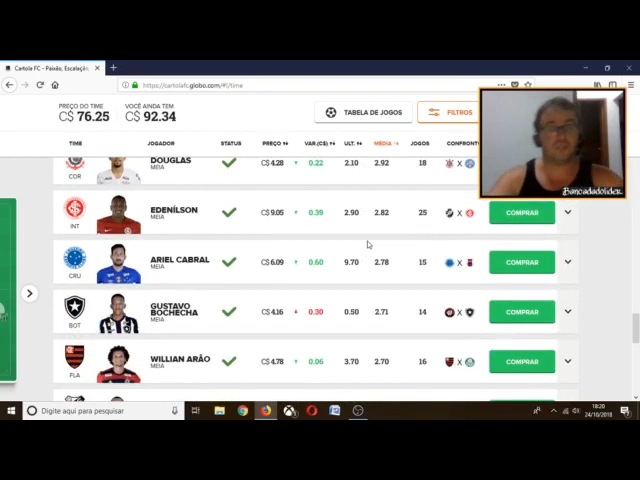 Cartola FC - Paixão, Escalação,
https://cartolafc.globo.com/#!/time
PREÇO DO TIME
C$ 76.25
VOCÊ AINDA TEM
C$ 92.34
TABELA DE JOGOS
FILTROS
TIME JOGADOR STATUS PREÇO VAR.(C$) ULT. MÉDIA JOGOS CONFRONTO
COR DOUGLAS MEIA C$ 4.28 0.22 2.10 2.92 18 X
INT EDENÍLSON MEIA C$ 9.05 0.39 2.90 2.82 25 X COMPRAR
CRU ARIEL CABRAL MEIA C$ 6.09 0.60 9.70 2.78 15 X COMPRAR
BOT GUSTAVO BOCHECHA MEIA C$ 4.16 0.30 0.50 2.71 14 X COMPRAR
FLA WILLIAN ARÃO MEIA C$ 4.78 0.06 3.70 2.70 16 X COMPRAR
Bancadadolider
Digite aqui para pesquisar
18:20
24/10/2018